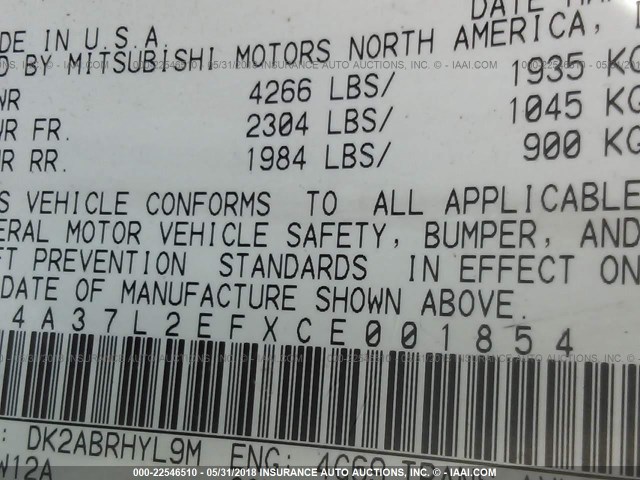 DATE
DE IN U.S.A
D BY MITSUBISHI MOTORS NORTH AMERICA,
WR 4266 LBS/ 1935 KG
WR FR. 2304 LBS/ 1045 KG
WR RR. 1984 LBS/ 900 KG
S VEHICLE CONFORMS TO ALL APPLICABLE
ERAL MOTOR VEHICLE SAFETY, BUMPER, AND
FT PREVENTION STANDARDS IN EFFECT ON
DATE OF MANUFACTURE SHOWN ABOVE.
4A37L2EFXCE001854
: DK2ABRHYL9M ENG:
W12A
000-22546510 - 05/31/2018 INSURANCE AUTO AUCTIONS, INC. © - IAAI.COM